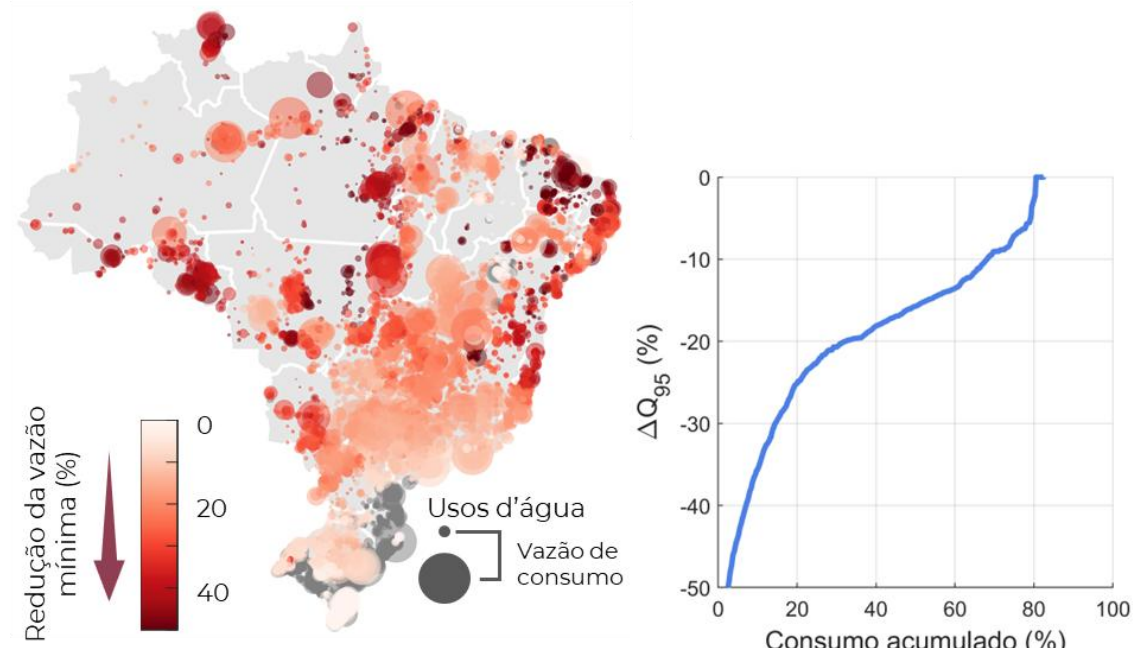 Redução da vazão
mínima (%)
0
20
40
Usos d'água
Vazão de
consumo
ΔQ95 (%)
0
-10
-20
-30
-40
-50
0 20 40 60 80 100
Consumo acumulado (%)